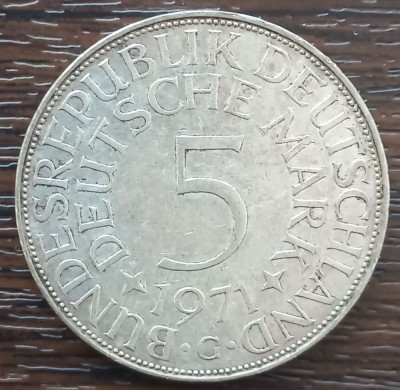 BUNDESREPUBLIK DEUTSCHLAND
DEUTSCHE MARK
5
1971
· G ·